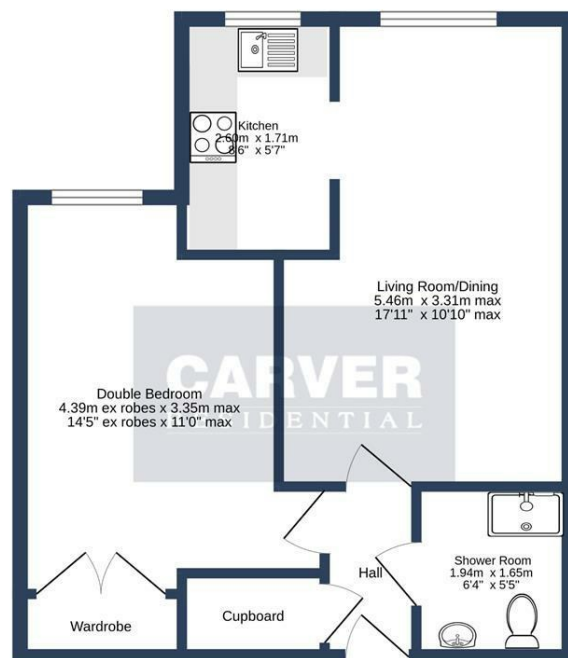 Kitchen
2.60m x 1.71m
8'6" x 5'7"
Living Room/Dining
5.46m x 3.31m max
17'11" x 10'10" max
CARVER
RESIDENTIAL
Double Bedroom
4.39m ex robes x 3.35m max
14'5" ex robes x 11'0" max
Shower Room
1.94m x 1.65m
6'4" x 5'5"
Hall
Cupboard
Wardrobe